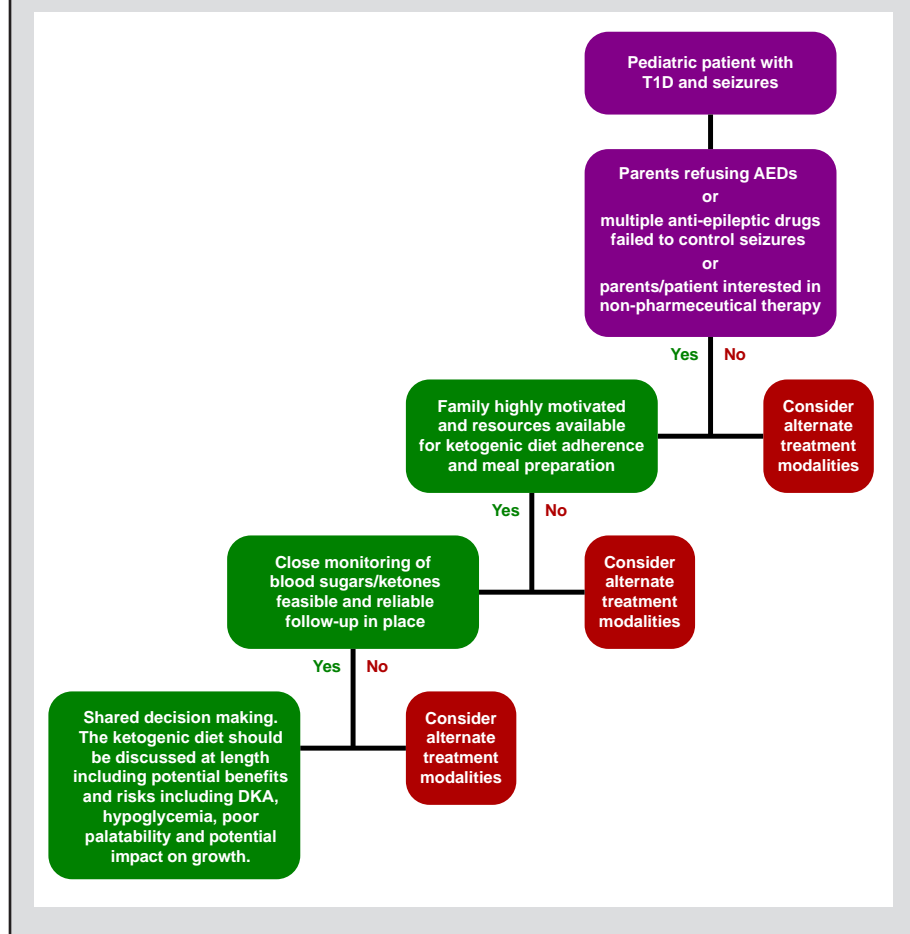 Pediatric patient with
T1D and seizures
Parents refusing AEDs
or
multiple anti-epileptic drugs
failed to control seizures
or
parents/patient interested in
non-pharmeceutical therapy
Yes
No
Family highly motivated
and resources available
for ketogenic diet adherence
and meal preparation
Consider
alternate
treatment
modalities
Yes
No
Close monitoring of
blood sugars/ketones
feasible and reliable
follow-up in place
Consider
alternate
treatment
modalities
Yes
No
Shared decision making.
The ketogenic diet should
be discussed at length
including potential benefits
and risks including DKA,
hypoglycemia, poor
palatability and potential
impact on growth.
Consider
alternate
treatment
modalities